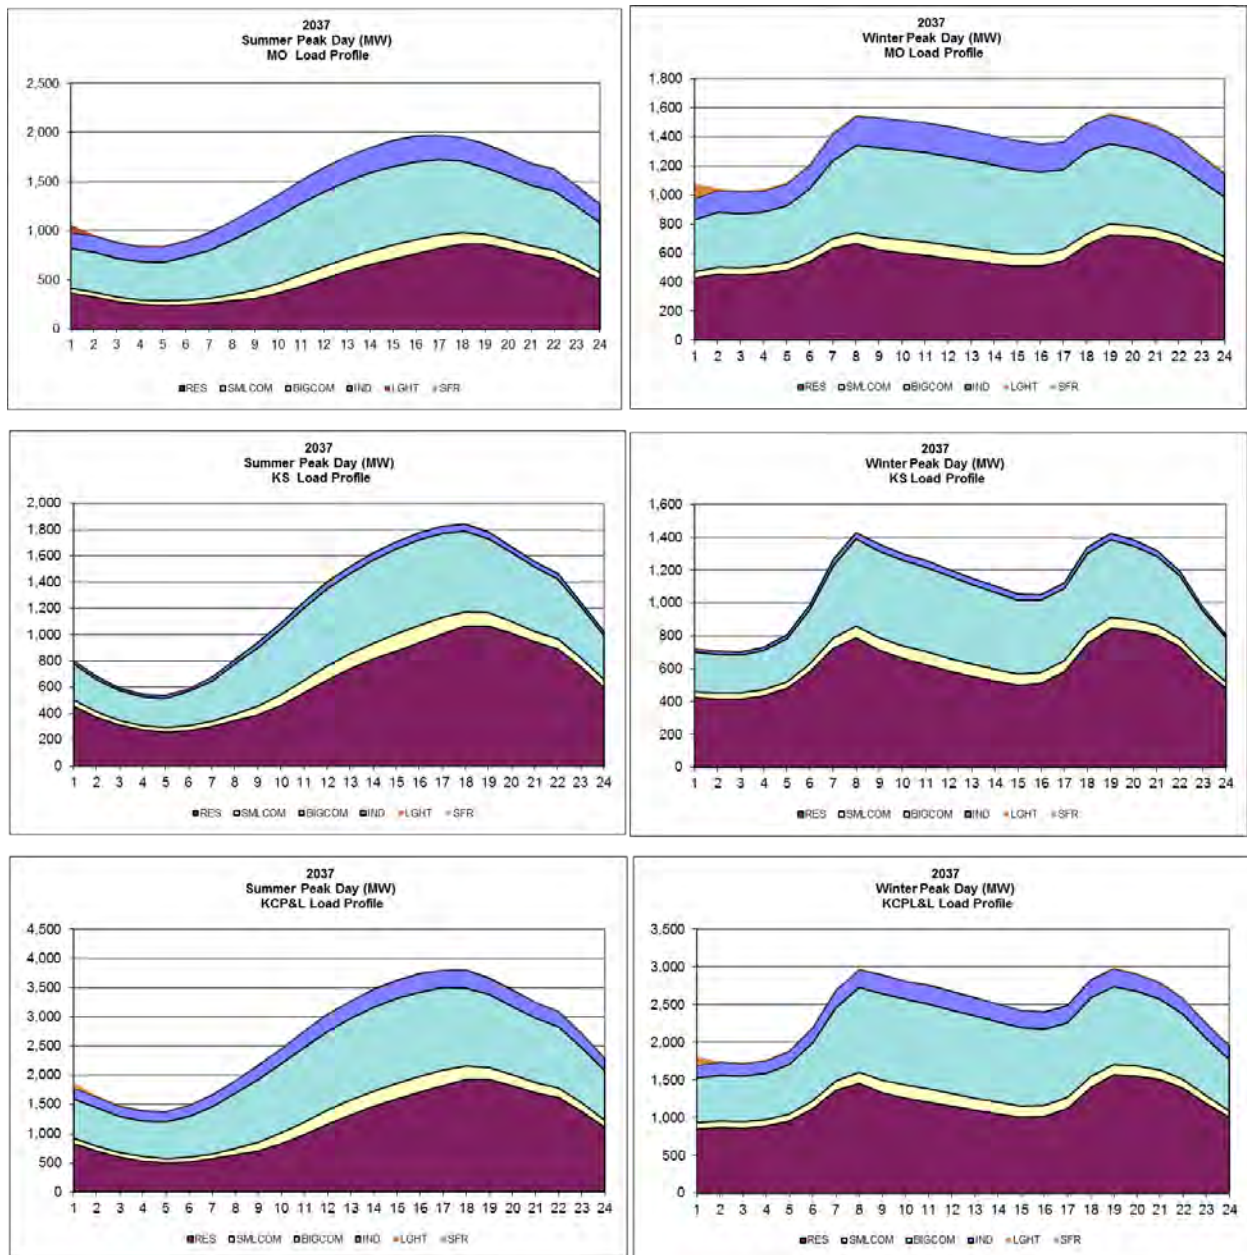 2037
Summer Peak Day (MW)
MO Load Profile
2,500
2,000
1,500
1,000
500
0
1 2 3 4 5 6 7 8 9 10 11 12 13 14 15 16 17 18 19 20 21 22 23 24
RES SMLCOM BIGCOM IND LGHT SFR
2037
Winter Peak Day (MW)
MO Load Profile
1,800
1,600
1,400
1,200
1,000
800
600
400
200
0
1 2 3 4 5 6 7 8 9 10 11 12 13 14 15 16 17 18 19 20 21 22 23 24
RES SMLCOM BIGCOM IND LGHT SFR
2037
Summer Peak Day (MW)
KS Load Profile
2,000
1,800
1,600
1,400
1,200
1,000
800
600
400
200
0
1 2 3 4 5 6 7 8 9 10 11 12 13 14 15 16 17 18 19 20 21 22 23 24
RES SMLCOM BIGCOM IND LGHT SFR
2037
Winter Peak Day (MW)
KS Load Profile
1,600
1,400
1,200
1,000
800
600
400
200
0
1 2 3 4 5 6 7 8 9 10 11 12 13 14 15 16 17 18 19 20 21 22 23 24
RES SMLCOM BIGCOM IND LGHT SFR
2037
Summer Peak Day (MW)
KCP&L Load Profile
4,500
4,000
3,500
3,000
2,500
2,000
1,500
1,000
500
0
1 2 3 4 5 6 7 8 9 10 11 12 13 14 15 16 17 18 19 20 21 22 23 24
RES SMLCOM BIGCOM IND LGHT SFR
2037
Winter Peak Day (MW)
KCPL&L Load Profile
3,500
3,000
2,500
2,000
1,500
1,000
500
0
1 2 3 4 5 6 7 8 9 10 11 12 13 14 15 16 17 18 19 20 21 22 23 24
RES SMLCOM BIGCOM IND LGHT SFR